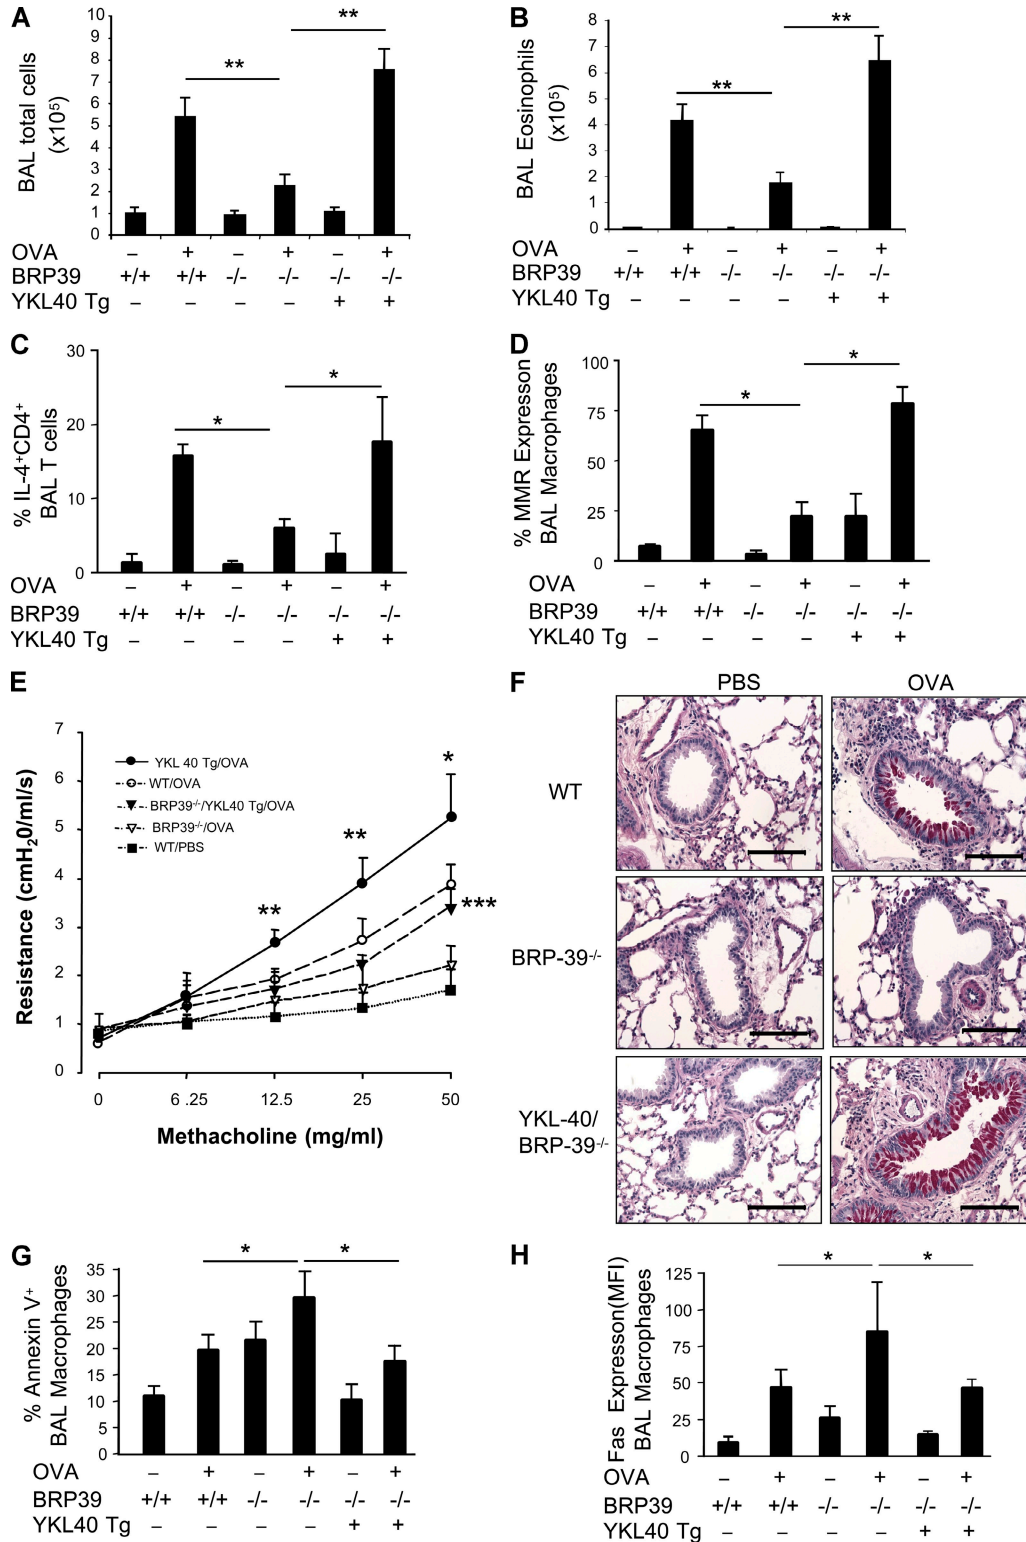 A
BAL total cells
(x10⁵)
10
9
8
7
6
5
4
3
2
1
0
** **
OVA – + – + – +
BRP39 +/+ +/+ -/- -/- -/- -/-
YKL40 Tg – – – – + +
B
BAL Eosinophils
(x10⁵)
8
7
6
5
4
3
2
1
0
** **
OVA – + – + – +
BRP39 +/+ +/+ -/- -/- -/- -/-
YKL40 Tg – – – – + +
C
% IL-4⁺CD4⁺
BAL T cells
30
20
10
0
* *
OVA – + – + – +
BRP39 +/+ +/+ -/- -/- -/- -/-
YKL40 Tg – – – – + +
D
% MMR Expresson
BAL Macrophages
100
75
50
25
0
* *
OVA – + – + – +
BRP39 +/+ +/+ -/- -/- -/- -/-
YKL40 Tg – – – – + +
E
Resistance (cmH₂0/ml/s)
7
6
5
4
3
2
1
0
YKL 40 Tg/OVA
WT/OVA
BRP39⁻/⁻/YKL40 Tg/OVA
BRP39⁻/⁻/OVA
WT/PBS
** ** * ***
0 6 .25 12.5 25 50
Methacholine (mg/ml)
F
PBS OVA
WT
BRP-39⁻/⁻
YKL-40/
BRP-39⁻/⁻
G
% Annexin V⁺
BAL Macrophages
35
30
25
20
15
10
5
0
* *
OVA – + – + – +
BRP39 +/+ +/+ -/- -/- -/- -/-
YKL40 Tg – – – – + +
H
Fas Expresson(MFI)
BAL Macrophages
125
100
75
50
25
0
* *
OVA – + – + – +
BRP39 +/+ +/+ -/- -/- -/- -/-
YKL40 Tg – – – – + +